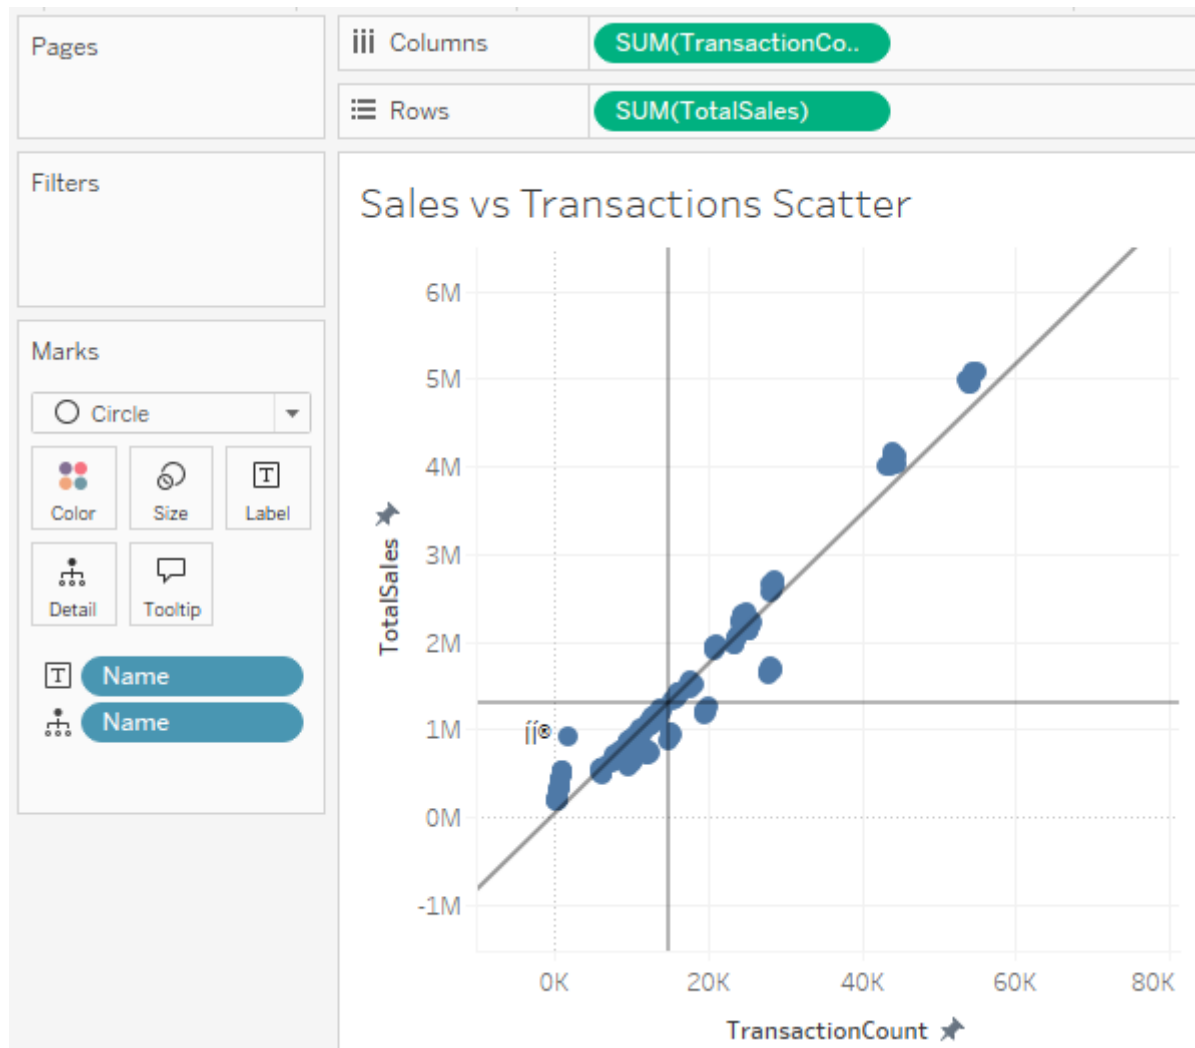 Pages
Columns
SUM(TransactionCo..
Rows
SUM(TotalSales)
Filters
Marks
Circle
Color
Size
T
Label
Detail
Tooltip
T
Name
Name
Sales vs Transactions Scatter
6M
5M
4M
3M
2M
1M
0M
-1M
TotalSales
íí®
0K
20K
40K
60K
80K
TransactionCount